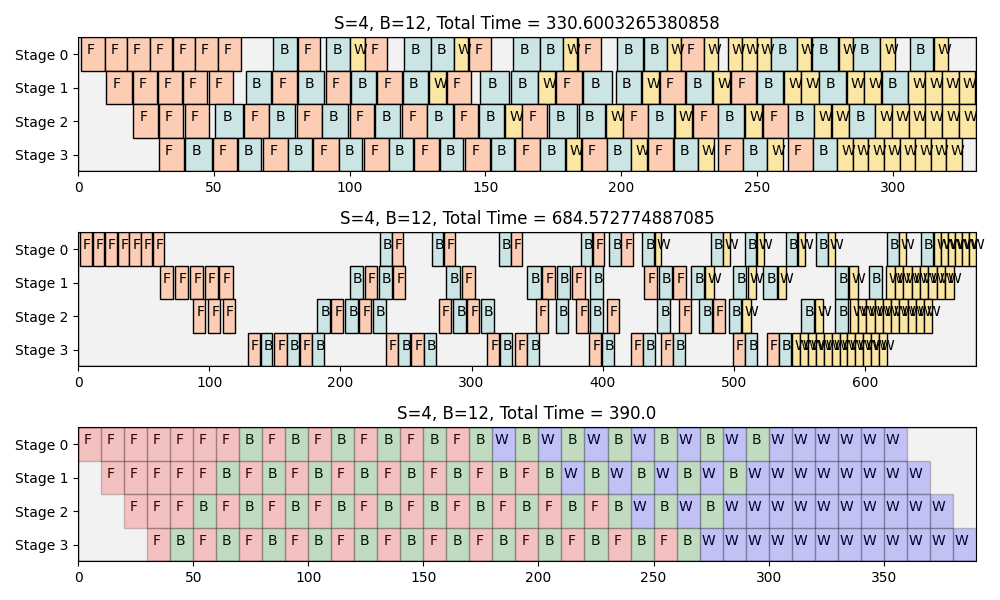 S=4, B=12, Total Time = 330.6003265380858
Stage 0 F F F F F F F B F B W F B B W F B B W F B B W F W W W W B W B W B W B W
Stage 1 F F F F F B F B F B F B W F B B W F B B W F B W F B W W B W W B W W W W
Stage 2 F F F B F B F B F B F B F B W F B B W F B W F B W F B W W B W W W W W W
Stage 3 F B F B F B F B F B F B F B F B W F B W F B W F B W F B W W W W W W W W
0 50 100 150 200 250 300
S=4, B=12, Total Time = 684.572774887085
Stage 0 F F F F F F F B F B F B F B F B F B W B W B W B W B W B W B W W W W W W
Stage 1 F F F F F B F B F B F B F B F B F B F B W B W B W B W B W W W W W W W W
Stage 2 F F F B F B F B F B F B F B F B F B F B F B W B W B W W W W W W W W W W
Stage 3 F B F B F B F B F B F B F B F B F B F B F B F B W W W W W W W W W W W W
0 100 200 300 400 500 600
S=4, B=12, Total Time = 390.0
Stage 0 F F F F F F F B F B F B F B F B F B W B W B W B W B W B W B W W W W W W
Stage 1 F F F F F B F B F B F B F B F B F B F B W B W B W B W B W W W W W W W W
Stage 2 F F F B F B F B F B F B F B F B F B F B F B W B W B W W W W W W W W W W
Stage 3 F B F B F B F B F B F B F B F B F B F B F B F B W W W W W W W W W W W W
0 50 100 150 200 250 300 350